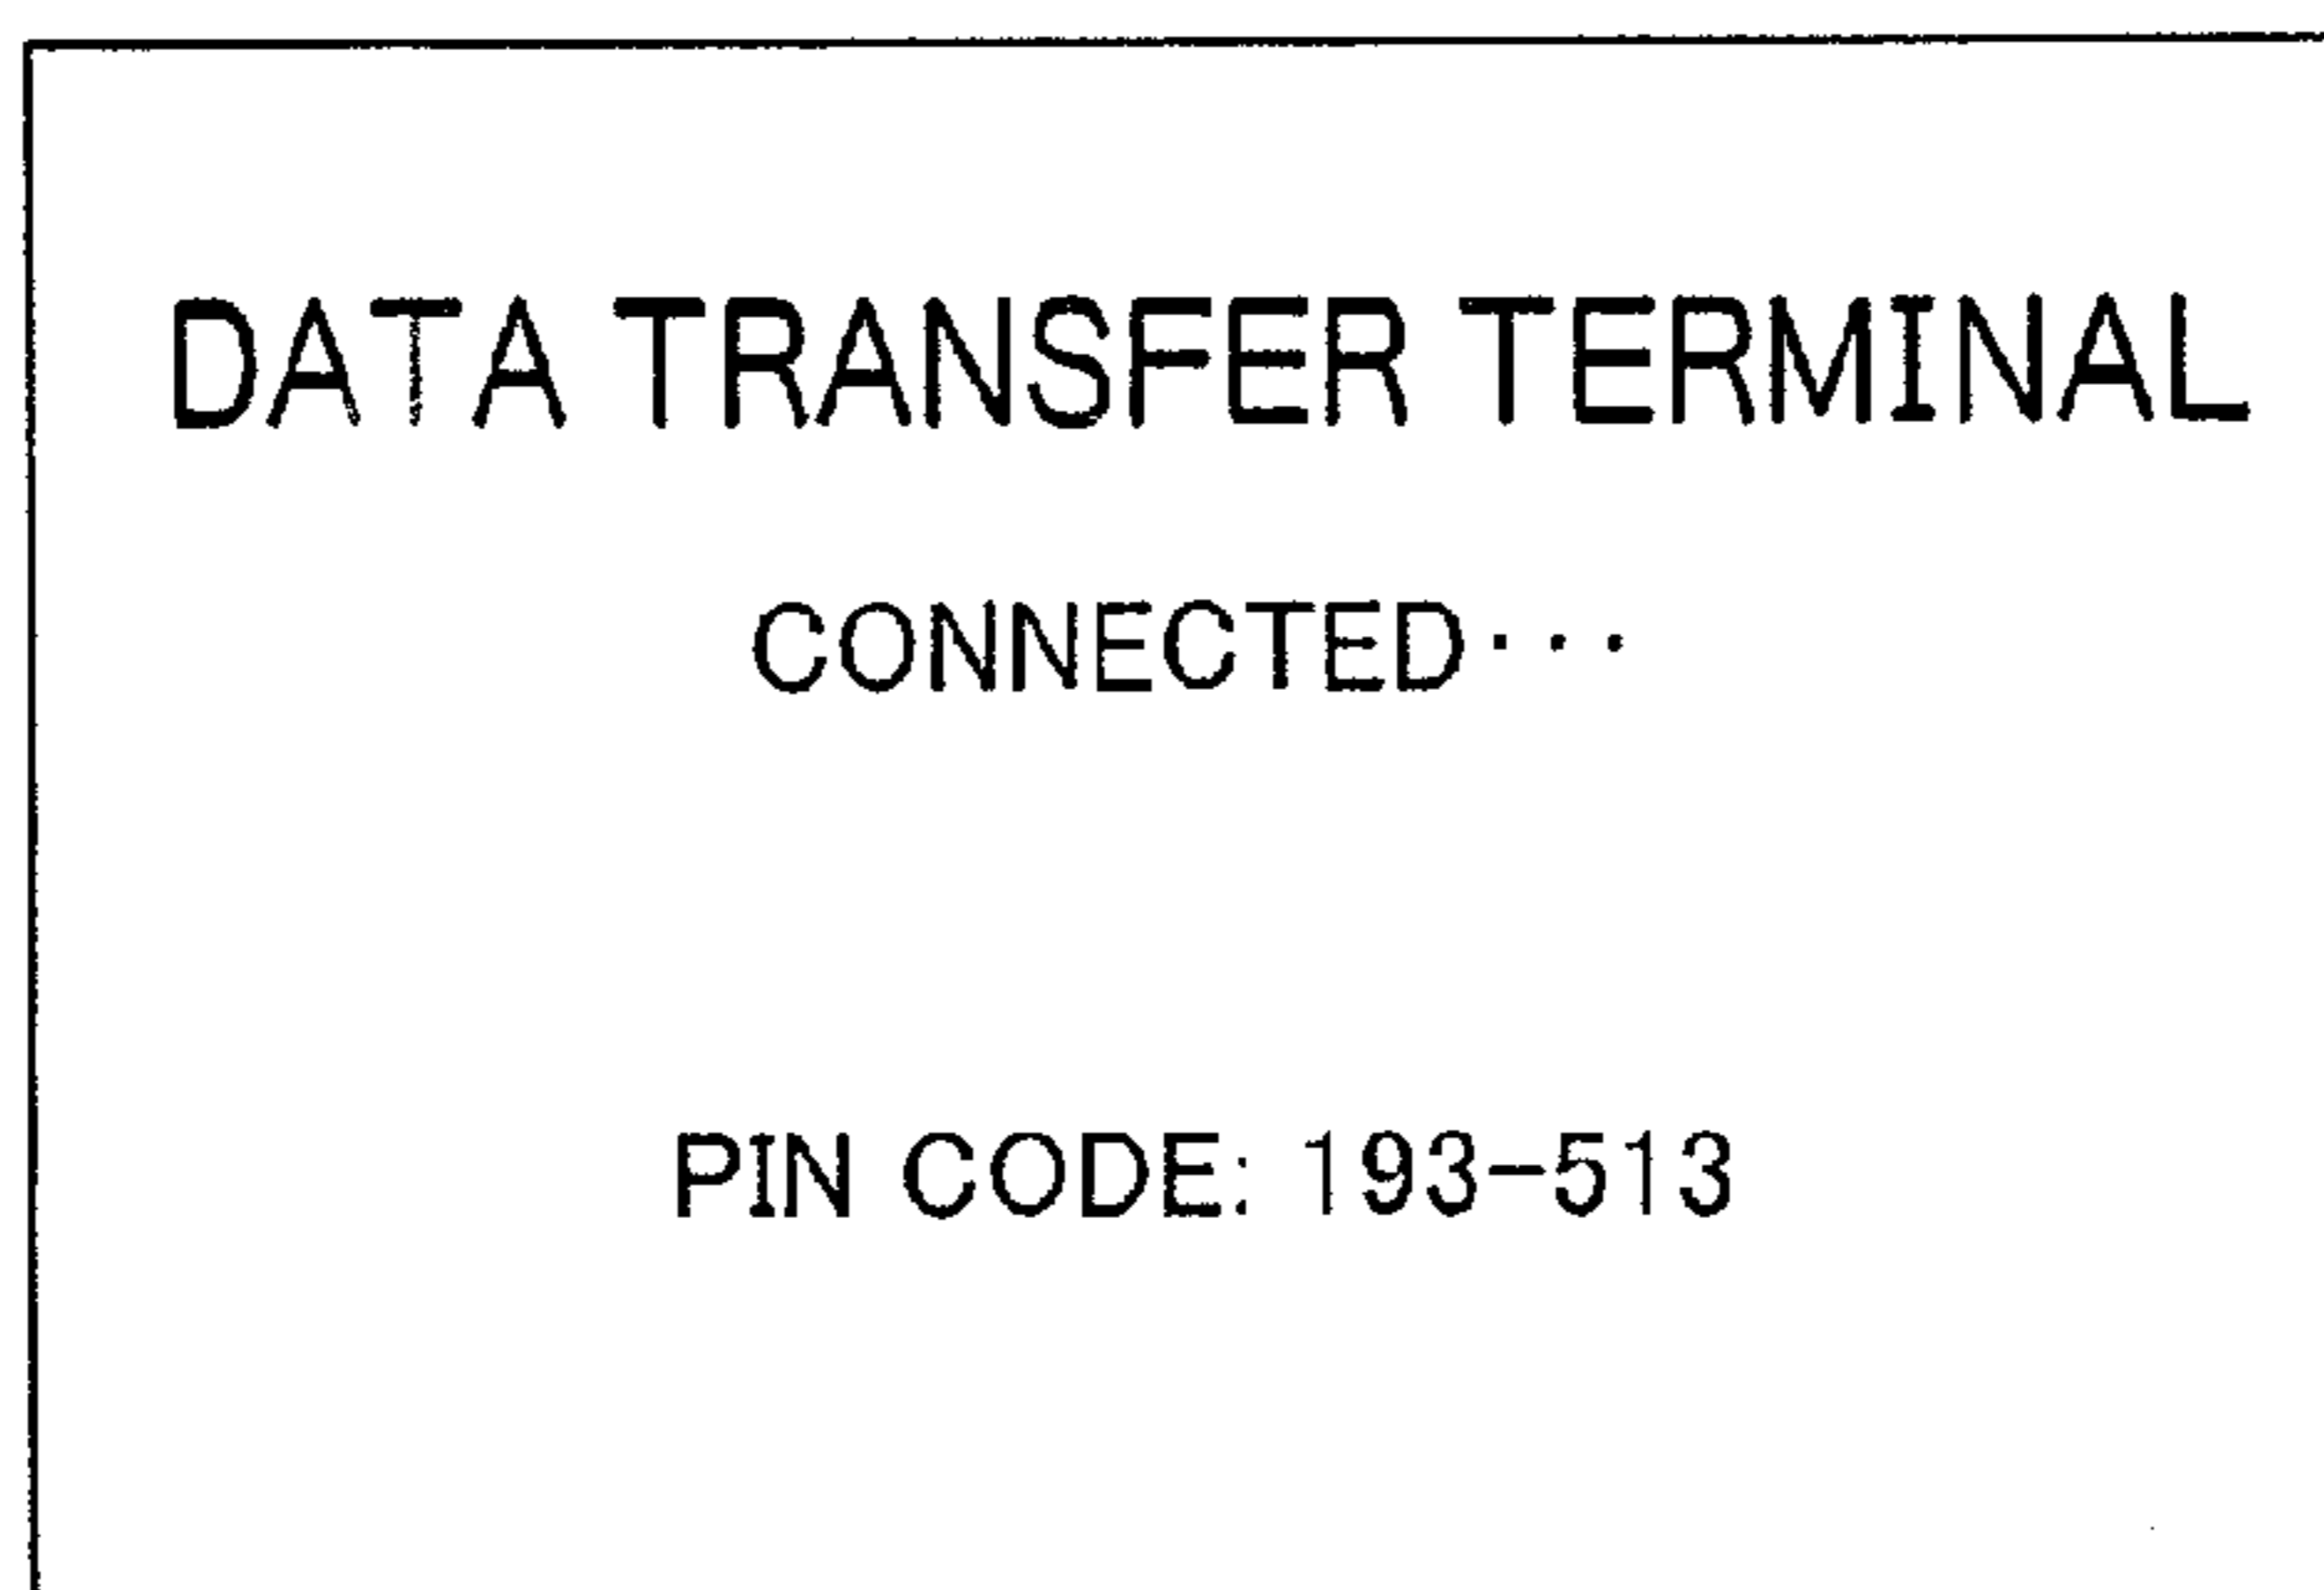 DATA TRANSFER TERMINAL
CONNECTED···
PIN CODE: 193-513